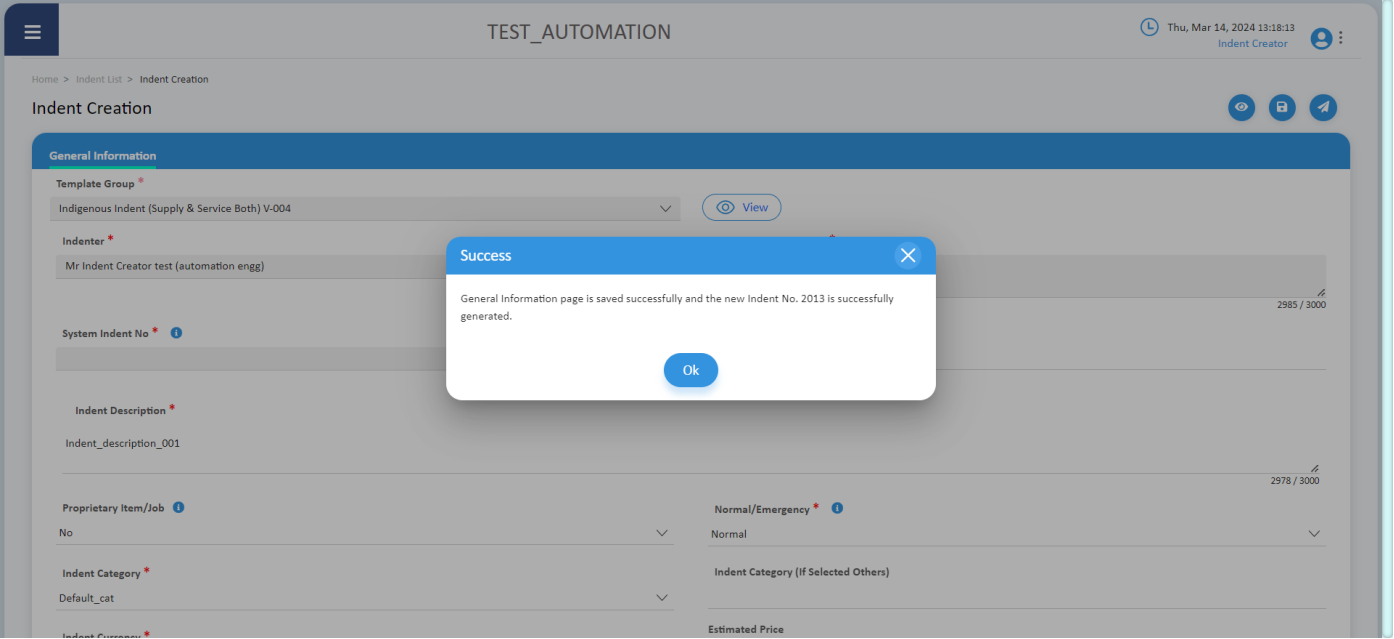 TEST_AUTOMATION
Thu, Mar 14, 2024 13:18:13
Indent Creator
Home > Indent List > Indent Creation
Indent Creation
General Information
Template Group *
Indigenous Indent (Supply & Service Both) V-004
View
Indenter *
*
Mr Indent Creator test (automation engg)
2985 / 3000
Success
General Information page is saved successfully and the new Indent No. 2013 is successfully
generated.
Ok
System Indent No *
Indent Description *
Indent_description_001
2978 / 3000
Proprietary Item/Job
No
Normal/Emergency *
Normal
Indent Category *
Default_cat
Indent Category (If Selected Others)
Indent Currency *
Estimated Price